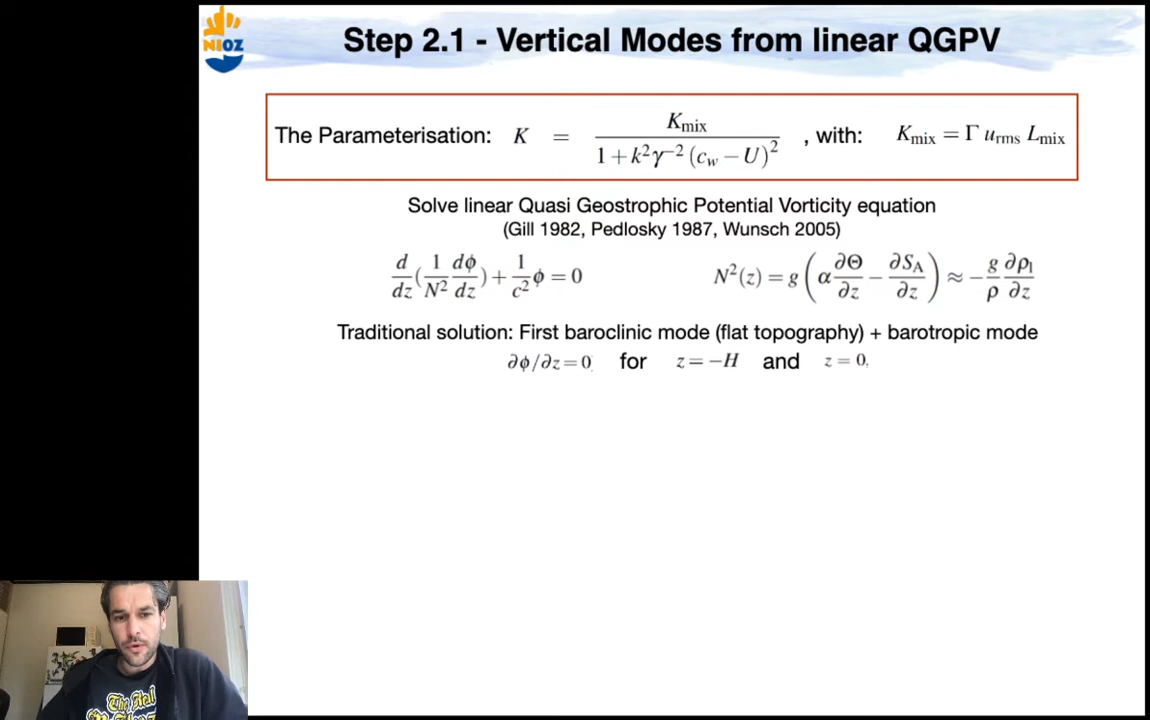 NIOZ
Step 2.1 - Vertical Modes from linear QGPV
The Parameterisation: K = K_mix / (1 + k²γ⁻² (c_w − U)²) , with: K_mix = Γ u_rms L_mix
Solve linear Quasi Geostrophic Potential Vorticity equation
(Gill 1982, Pedlosky 1987, Wunsch 2005)
d/dz (1/N² dϕ/dz) + 1/c² ϕ = 0 N²(z) = g (α ∂Θ/∂z − ∂S_A/∂z) ≈ − g/ρ ∂ρ_l/∂z
Traditional solution: First baroclinic mode (flat topography) + barotropic mode
∂ϕ/∂z = 0 for z = −H and z = 0.
The